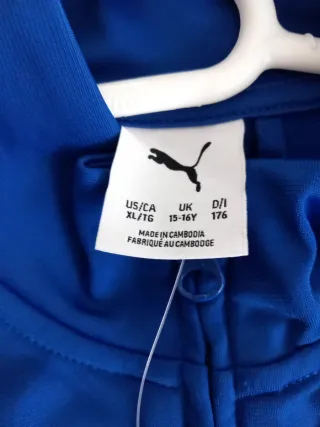 US/CA UK D/I
XL/TG 15-16Y 176
MADE IN CAMBODIA
FABRIQUÉ AU CAMBODGE